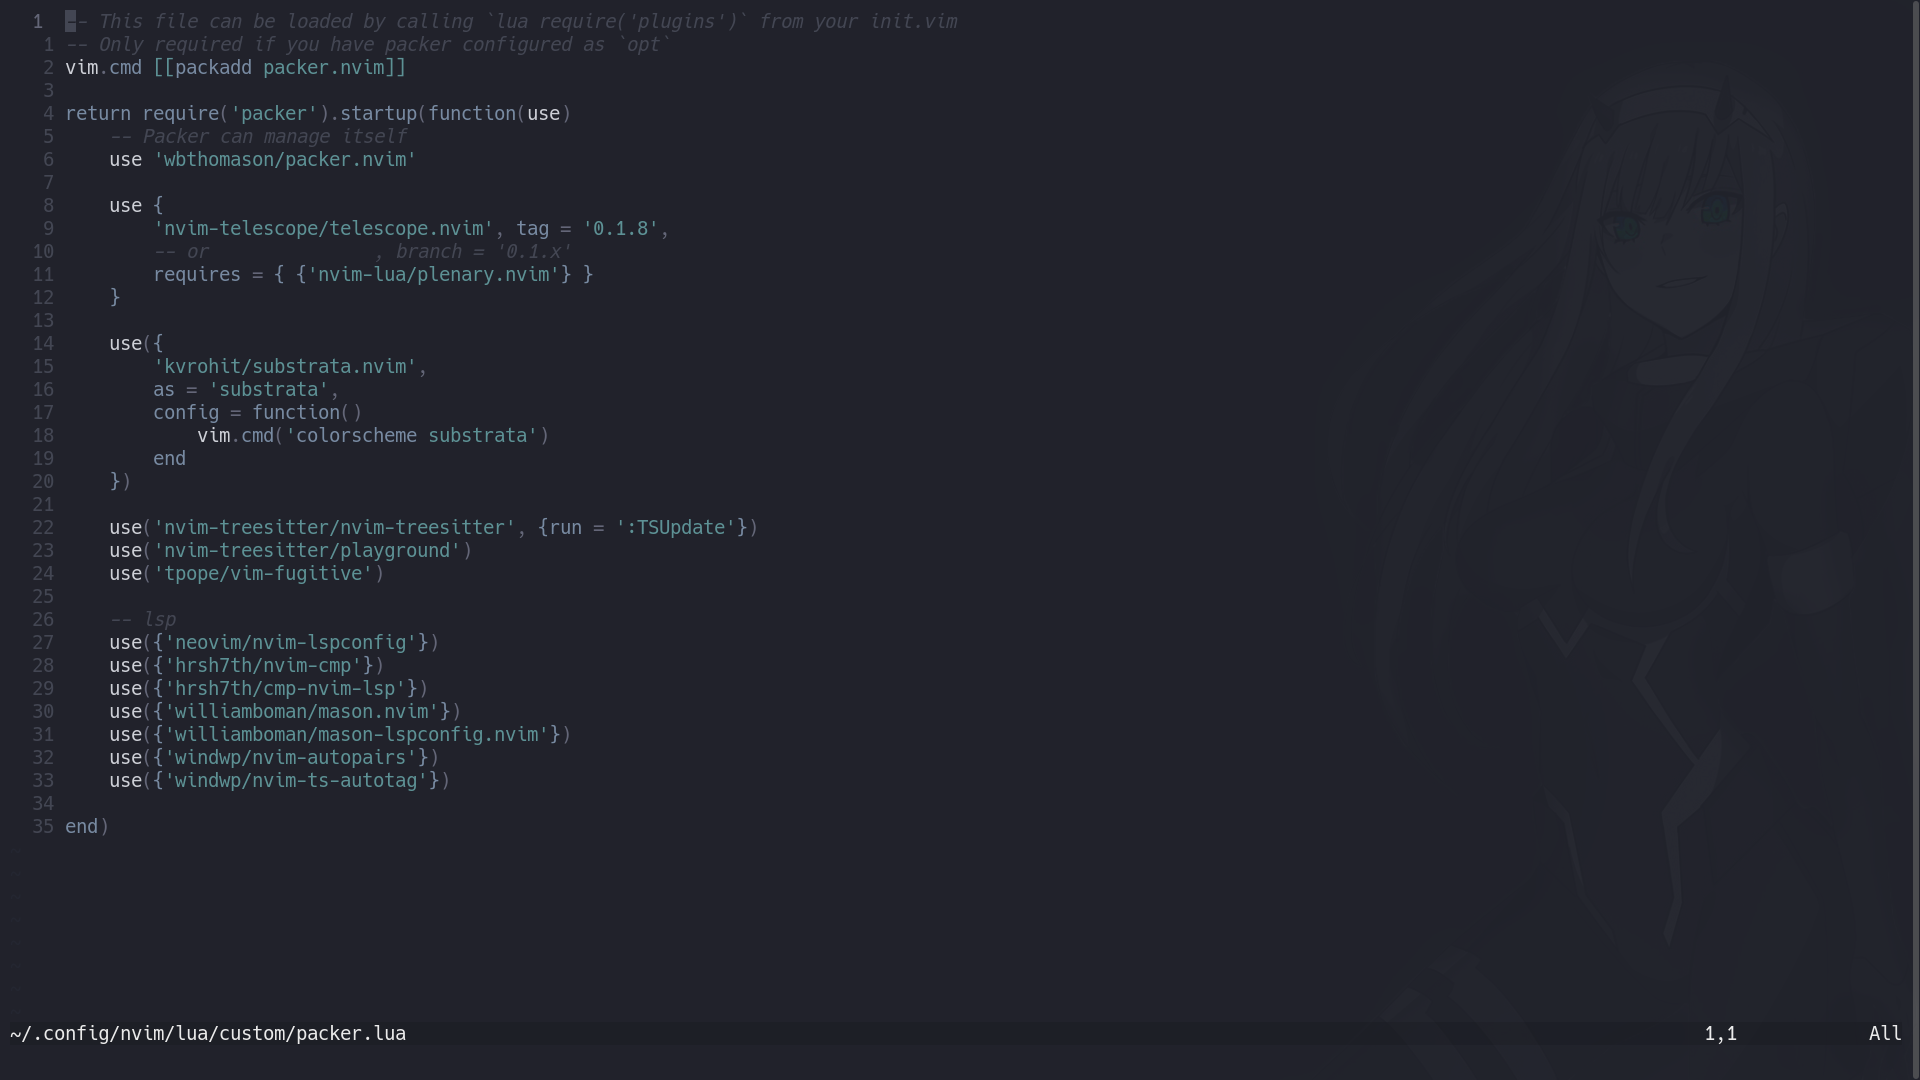 1 -- This file can be loaded by calling `lua require('plugins')` from your init.vim
1 -- Only required if you have packer configured as `opt`
2 vim.cmd [[packadd packer.nvim]]
3
4 return require('packer').startup(function(use)
5     -- Packer can manage itself
6     use 'wbthomason/packer.nvim'
7
8     use {
9         'nvim-telescope/telescope.nvim', tag = '0.1.8',
10         -- or               , branch = '0.1.x'
11         requires = { {'nvim-lua/plenary.nvim'} }
12     }
13
14     use({
15         'kvrohit/substrata.nvim',
16         as = 'substrata',
17         config = function()
18             vim.cmd('colorscheme substrata')
19         end
20     })
21
22     use('nvim-treesitter/nvim-treesitter', {run = ':TSUpdate'})
23     use('nvim-treesitter/playground')
24     use('tpope/vim-fugitive')
25
26     -- lsp
27     use({'neovim/nvim-lspconfig'})
28     use({'hrsh7th/nvim-cmp'})
29     use({'hrsh7th/cmp-nvim-lsp'})
30     use({'williamboman/mason.nvim'})
31     use({'williamboman/mason-lspconfig.nvim'})
32     use({'windwp/nvim-autopairs'})
33     use({'windwp/nvim-ts-autotag'})
34
35 end)
~
~
~
~
~
~
~
~
~/.config/nvim/lua/custom/packer.lua 1,1 All